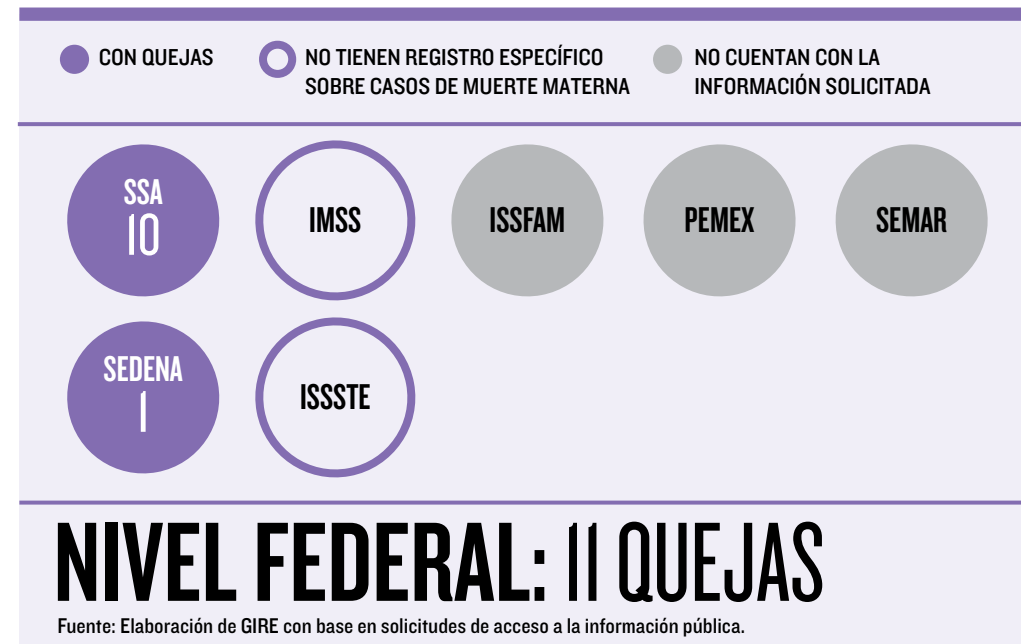 CON QUEJAS
NO TIENEN REGISTRO ESPECÍFICO
SOBRE CASOS DE MUERTE MATERNA
NO CUENTAN CON LA
INFORMACIÓN SOLICITADA
SSA
10
IMSS
ISSFAM
PEMEX
SEMAR
SEDENA
1
ISSSTE
NIVEL FEDERAL: 11 QUEJAS
Fuente: Elaboración de GIRE con base en solicitudes de acceso a la información pública.